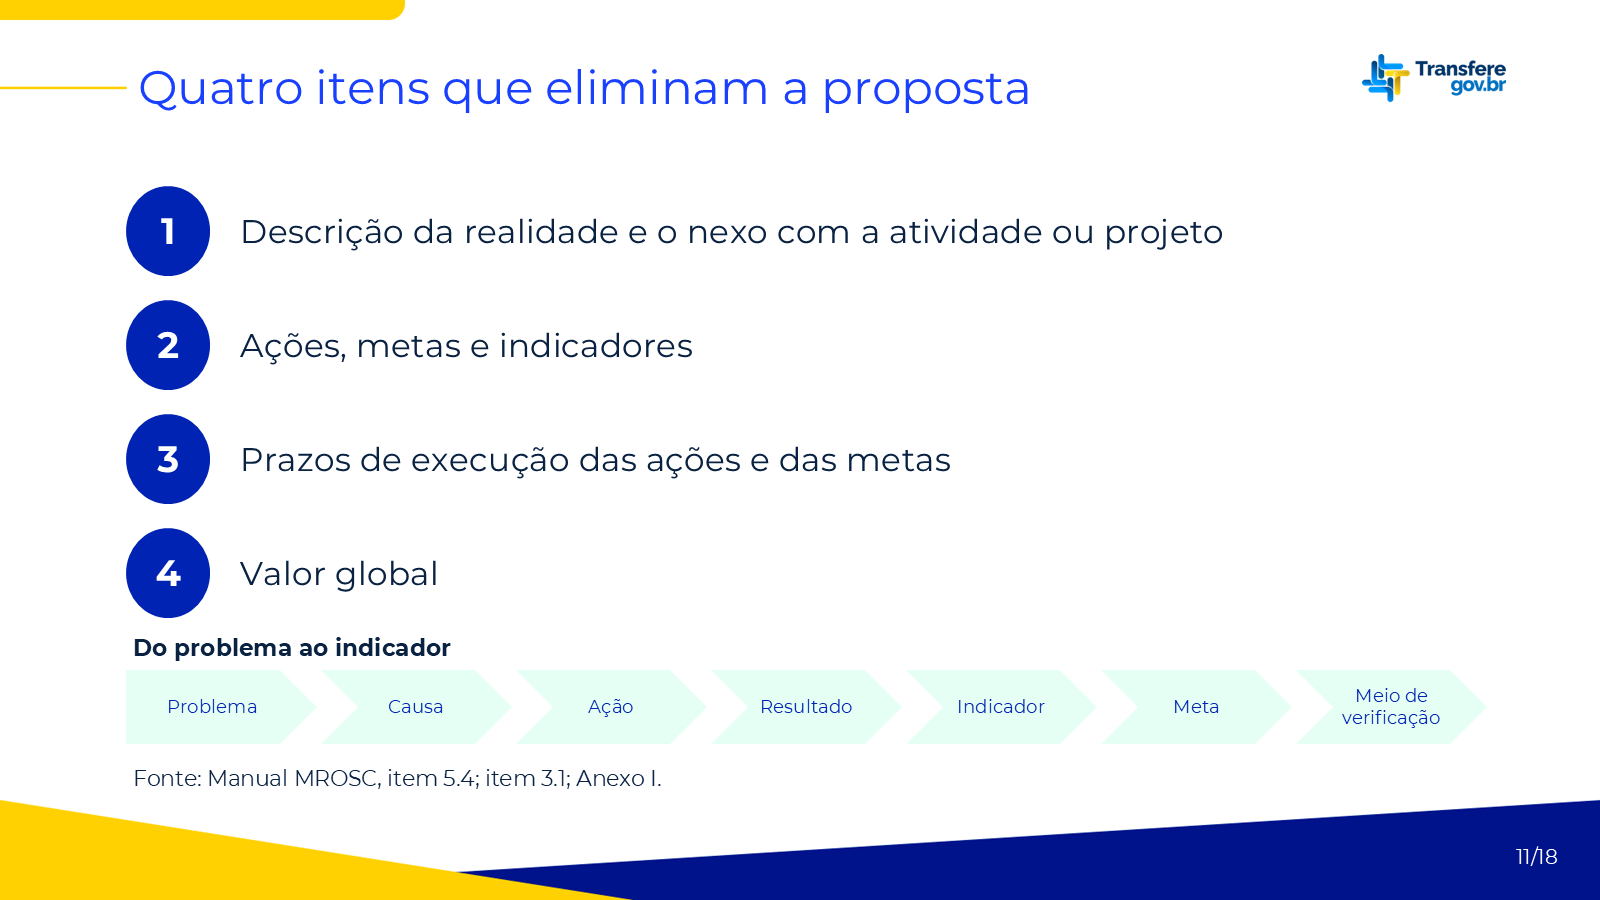 Quatro itens que eliminam a proposta
Transfere
gov.br
1
Descrição da realidade e o nexo com a atividade ou projeto
2
Ações, metas e indicadores
3
Prazos de execução das ações e das metas
4
Valor global
Do problema ao indicador
Problema
Causa
Ação
Resultado
Indicador
Meta
Meio de
verificação
Fonte: Manual MROSC, item 5.4; item 3.1; Anexo I.
11/18